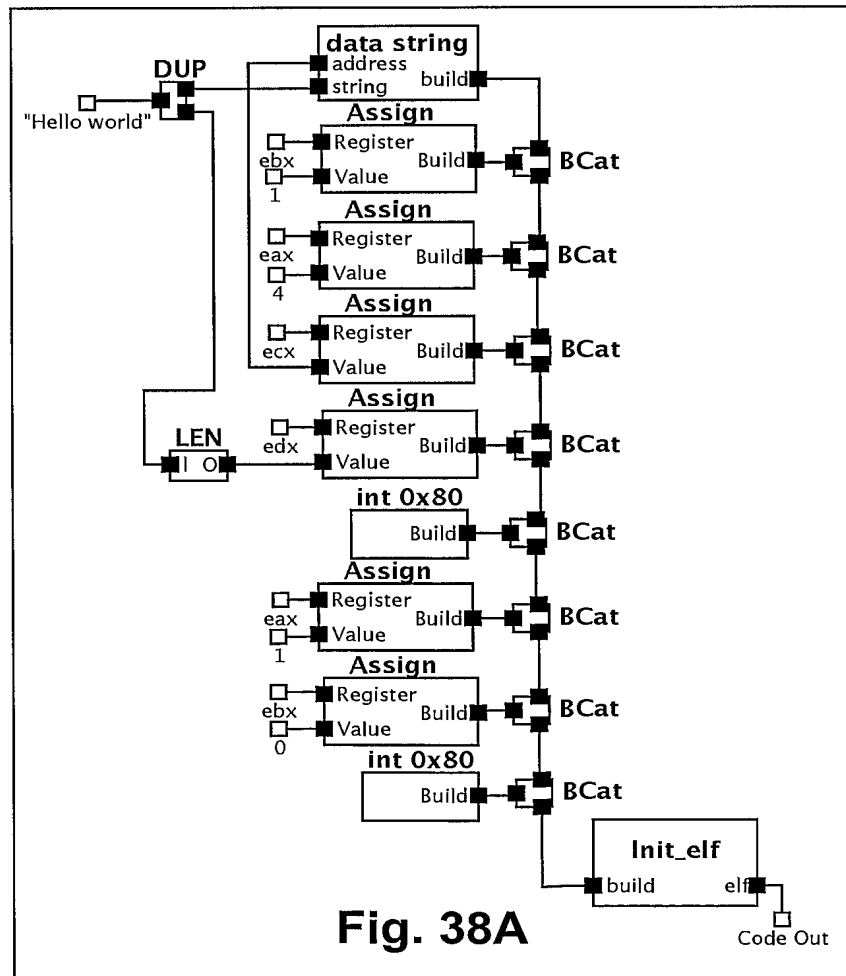 data string
address
string
build
DUP
"Hello world"
Assign
Register
Value
Build
ebx
1
BCat
Assign
Register
Value
Build
eax
4
BCat
Assign
Register
Value
Build
ecx
BCat
Assign
Register
Value
Build
edx
BCat
LEN
I O
int 0x80
Build
BCat
Assign
Register
Value
Build
eax
1
BCat
Assign
Register
Value
Build
ebx
0
BCat
int 0x80
Build
BCat
Init_elf
build elf
Code Out
Fig. 38A